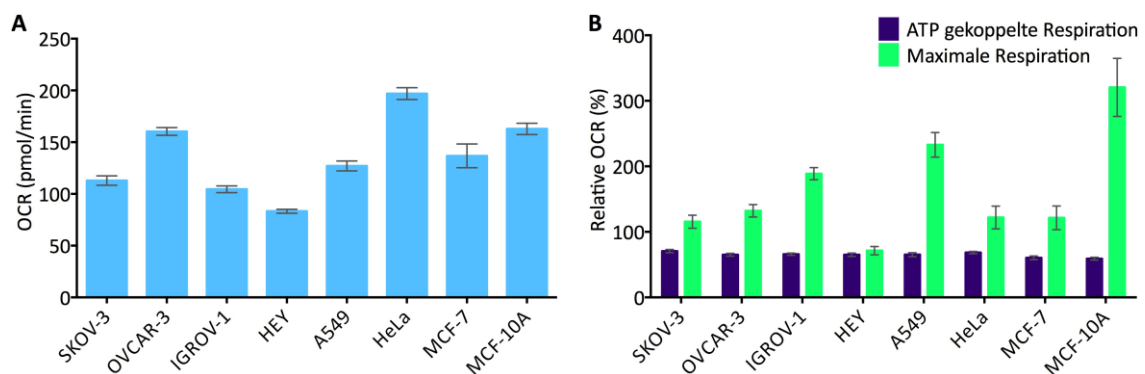 A
250
200
150
100
50
0
OCR (pmol/min)
SKOV-3
OVCAR-3
IGROV-1
HEY
A549
HeLa
MCF-7
MCF-10A
B
ATP gekoppelte Respiration
Maximale Respiration
400
300
200
100
0
Relative OCR (%)
SKOV-3
OVCAR-3
IGROV-1
HEY
A549
HeLa
MCF-7
MCF-10A